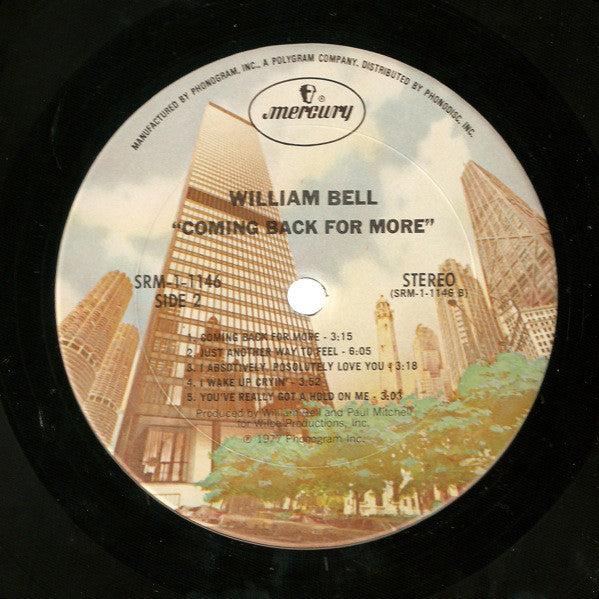 MANUFACTURED BY PHONOGRAM, INC., A POLYGRAM COMPANY. DISTRIBUTED BY PHONODISC, INC.
mercury ®
WILLIAM BELL
"COMING BACK FOR MORE"
SRM-1-1146
SIDE 2
STEREO
(SRM-1-1146 B)
1. COMING BACK FOR MORE - 3:15
2. JUST ANOTHER WAY TO FEEL - 6:05
3. I ABSOTIVELY, POSOLUTELY LOVE YOU - 3:18
4. I WAKE UP CRYIN' - 3:52
5. YOU'VE REALLY GOT A HOLD ON ME - 3:03
Produced by William Bell and Paul Mitchell
for Wilbe Productions, Inc.
℗ 1977 Phonogram Inc.